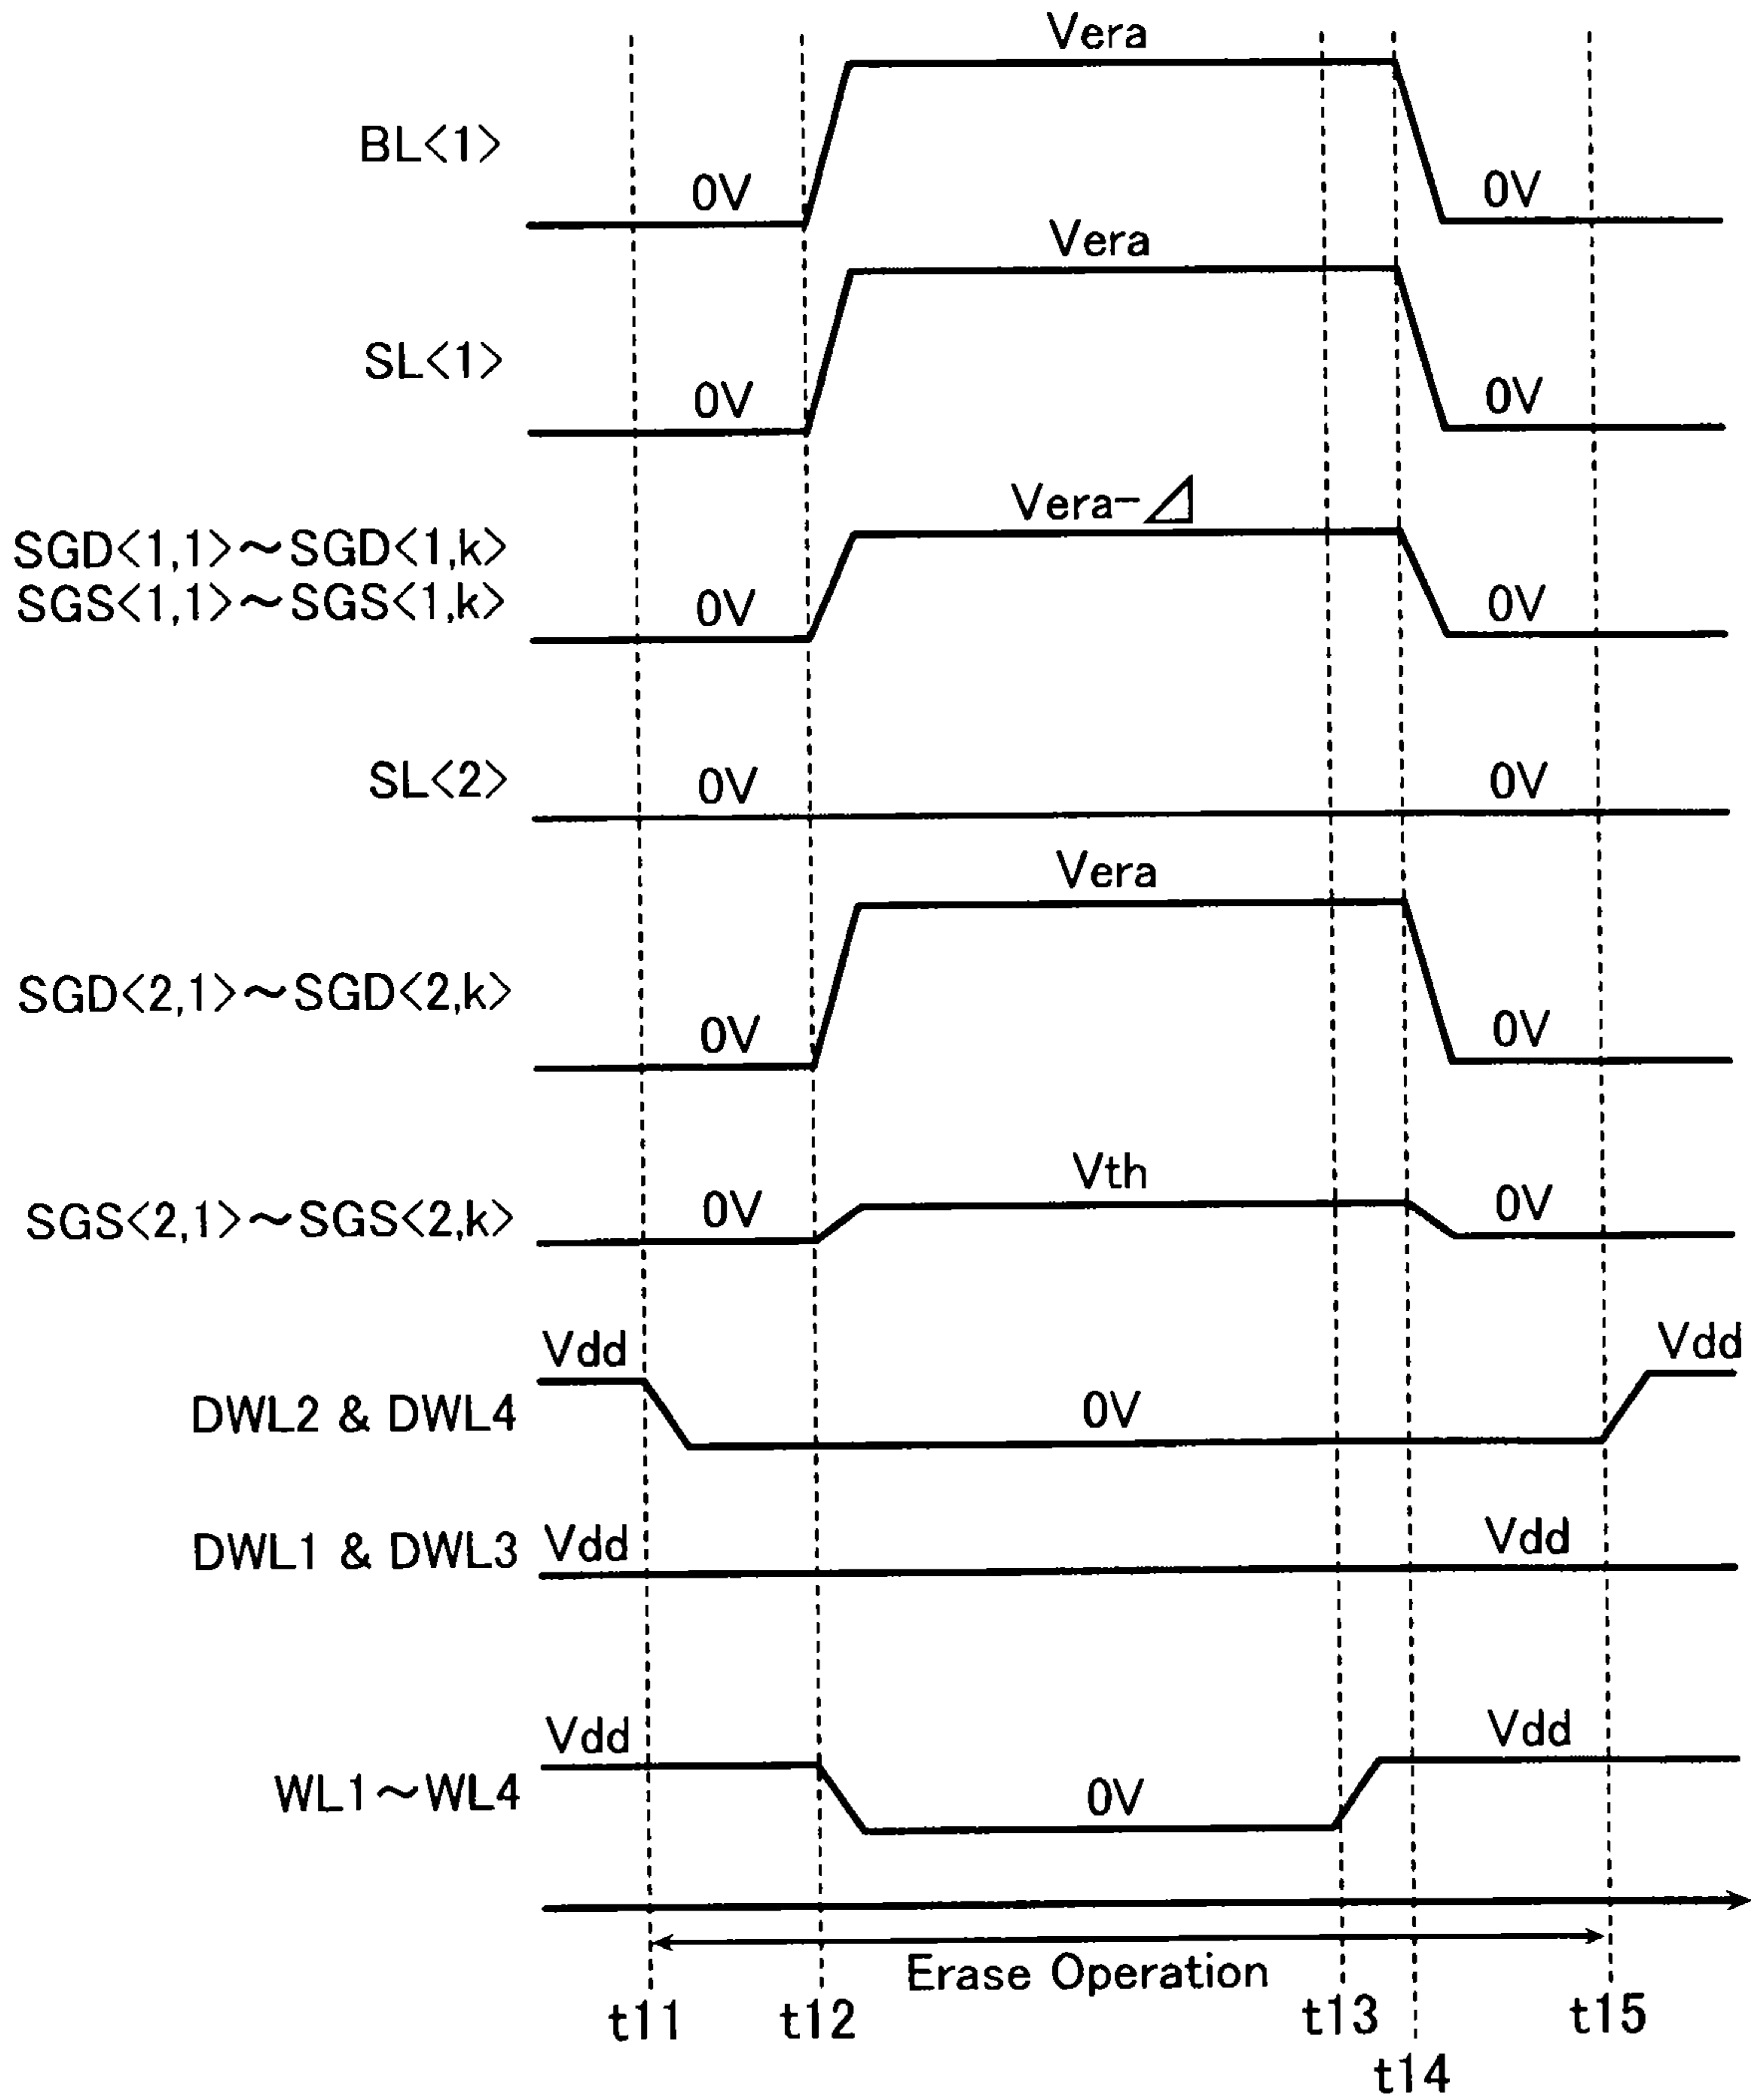 Vera
BL<1>
0V
0V
Vera
SL<1>
0V
0V
Vera-⊿
SGD<1,1>~SGD<1,k>
SGS<1,1>~SGS<1,k>
0V
0V
SL<2>
0V
0V
Vera
SGD<2,1>~SGD<2,k>
0V
0V
Vth
SGS<2,1>~SGS<2,k>
0V
0V
Vdd
Vdd
DWL2 & DWL4
0V
DWL1 & DWL3
Vdd
Vdd
Vdd
Vdd
WL1~WL4
0V
Erase Operation
t11
t12
t13
t15
t14